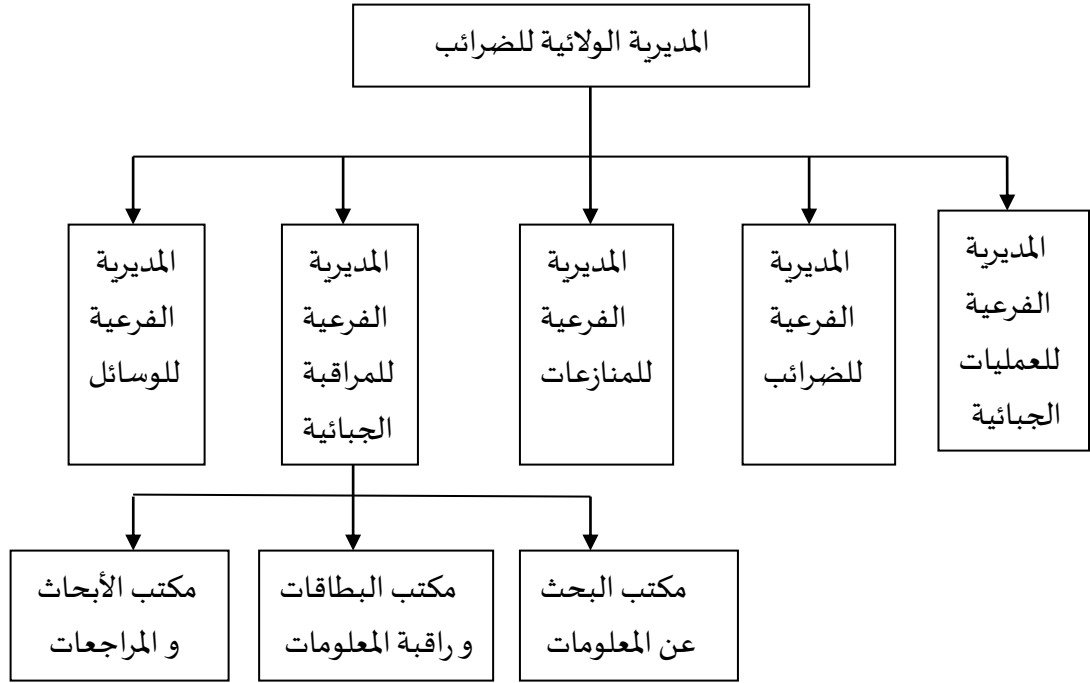 المديرية الولائية للضرائب
المديرية
الفرعية
للعمليات
الجبائية
المديرية
الفرعية
للضرائب
المديرية
الفرعية
للمنازعات
المديرية
الفرعية
للمراقبة
الجبائية
المديرية
الفرعية
للوسائل
مكتب البحث
عن المعلومات
مكتب البطاقات
و راقبة المعلومات
مكتب الأبحاث
و المراجعات